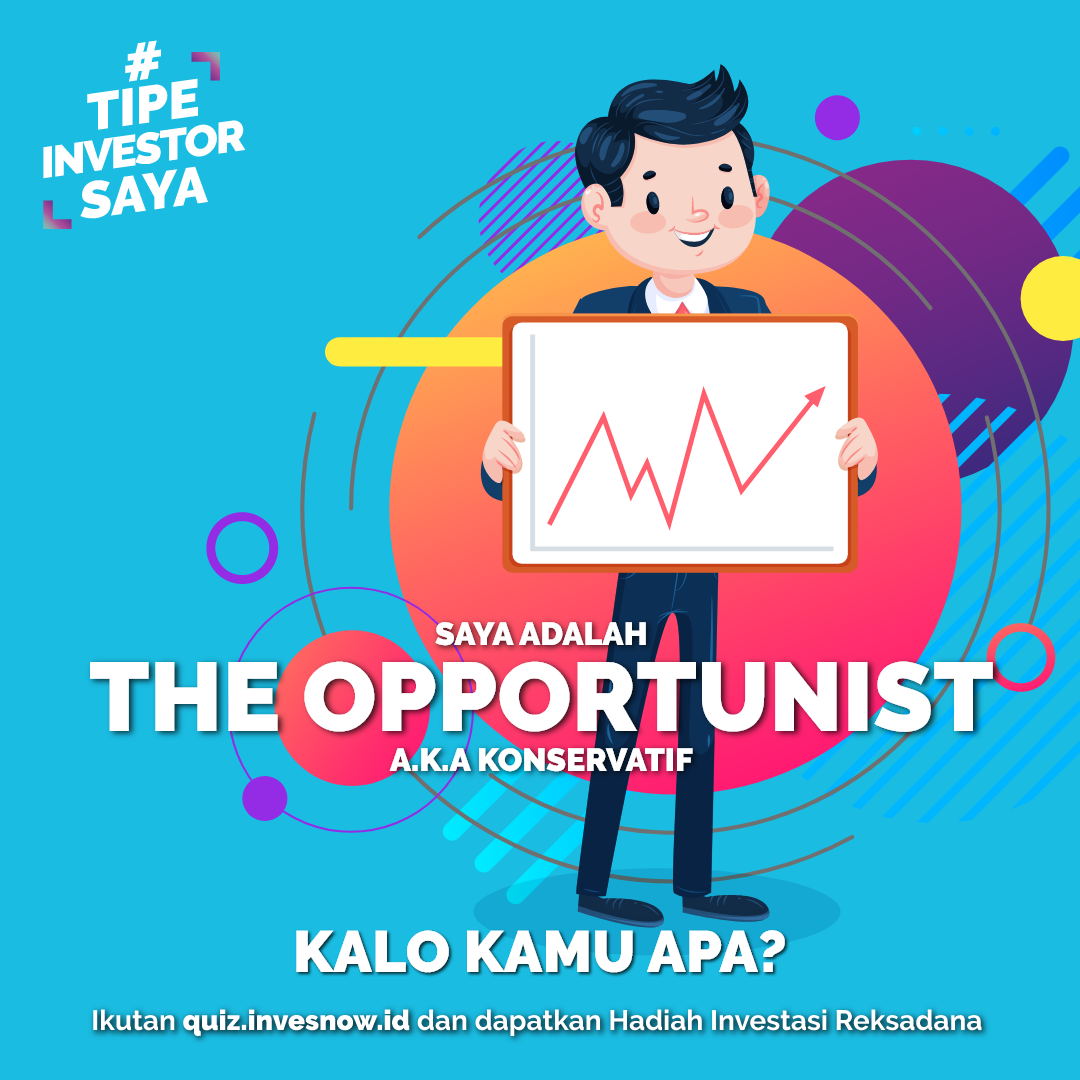 #
TIPE
INVESTOR
SAYA
SAYA ADALAH
THE OPPORTUNIST
A.K.A KONSERVATIF
KALO KAMU APA?
Ikutan quiz.invesnow.id dan dapatkan Hadiah Investasi Reksadana